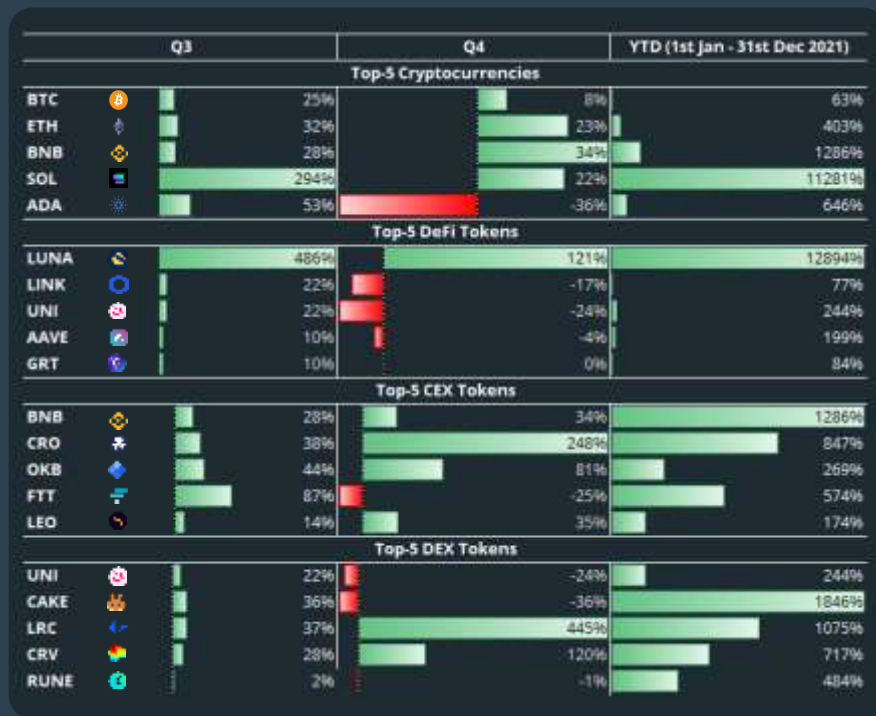 Q3 Q4 YTD (1st Jan - 31st Dec 2021)
Top-5 Cryptocurrencies
BTC 25% 8% 63%
ETH 32% 23% 403%
BNB 28% 34% 1286%
SOL 294% 22% 11281%
ADA 53% -36% 646%
Top-5 DeFi Tokens
LUNA 486% 121% 12894%
LINK 22% -17% 77%
UNI 22% -24% 244%
AAVE 10% -4% 199%
GRT 10% 0% 84%
Top-5 CEX Tokens
BNB 28% 34% 1286%
CRO 38% 248% 847%
OKB 44% 81% 269%
FTT 87% -25% 574%
LEO 14% 35% 174%
Top-5 DEX Tokens
UNI 22% -24% 244%
CAKE 36% -36% 1846%
LRC 37% 445% 1075%
CRV 28% 120% 717%
RUNE 2% -1% 484%